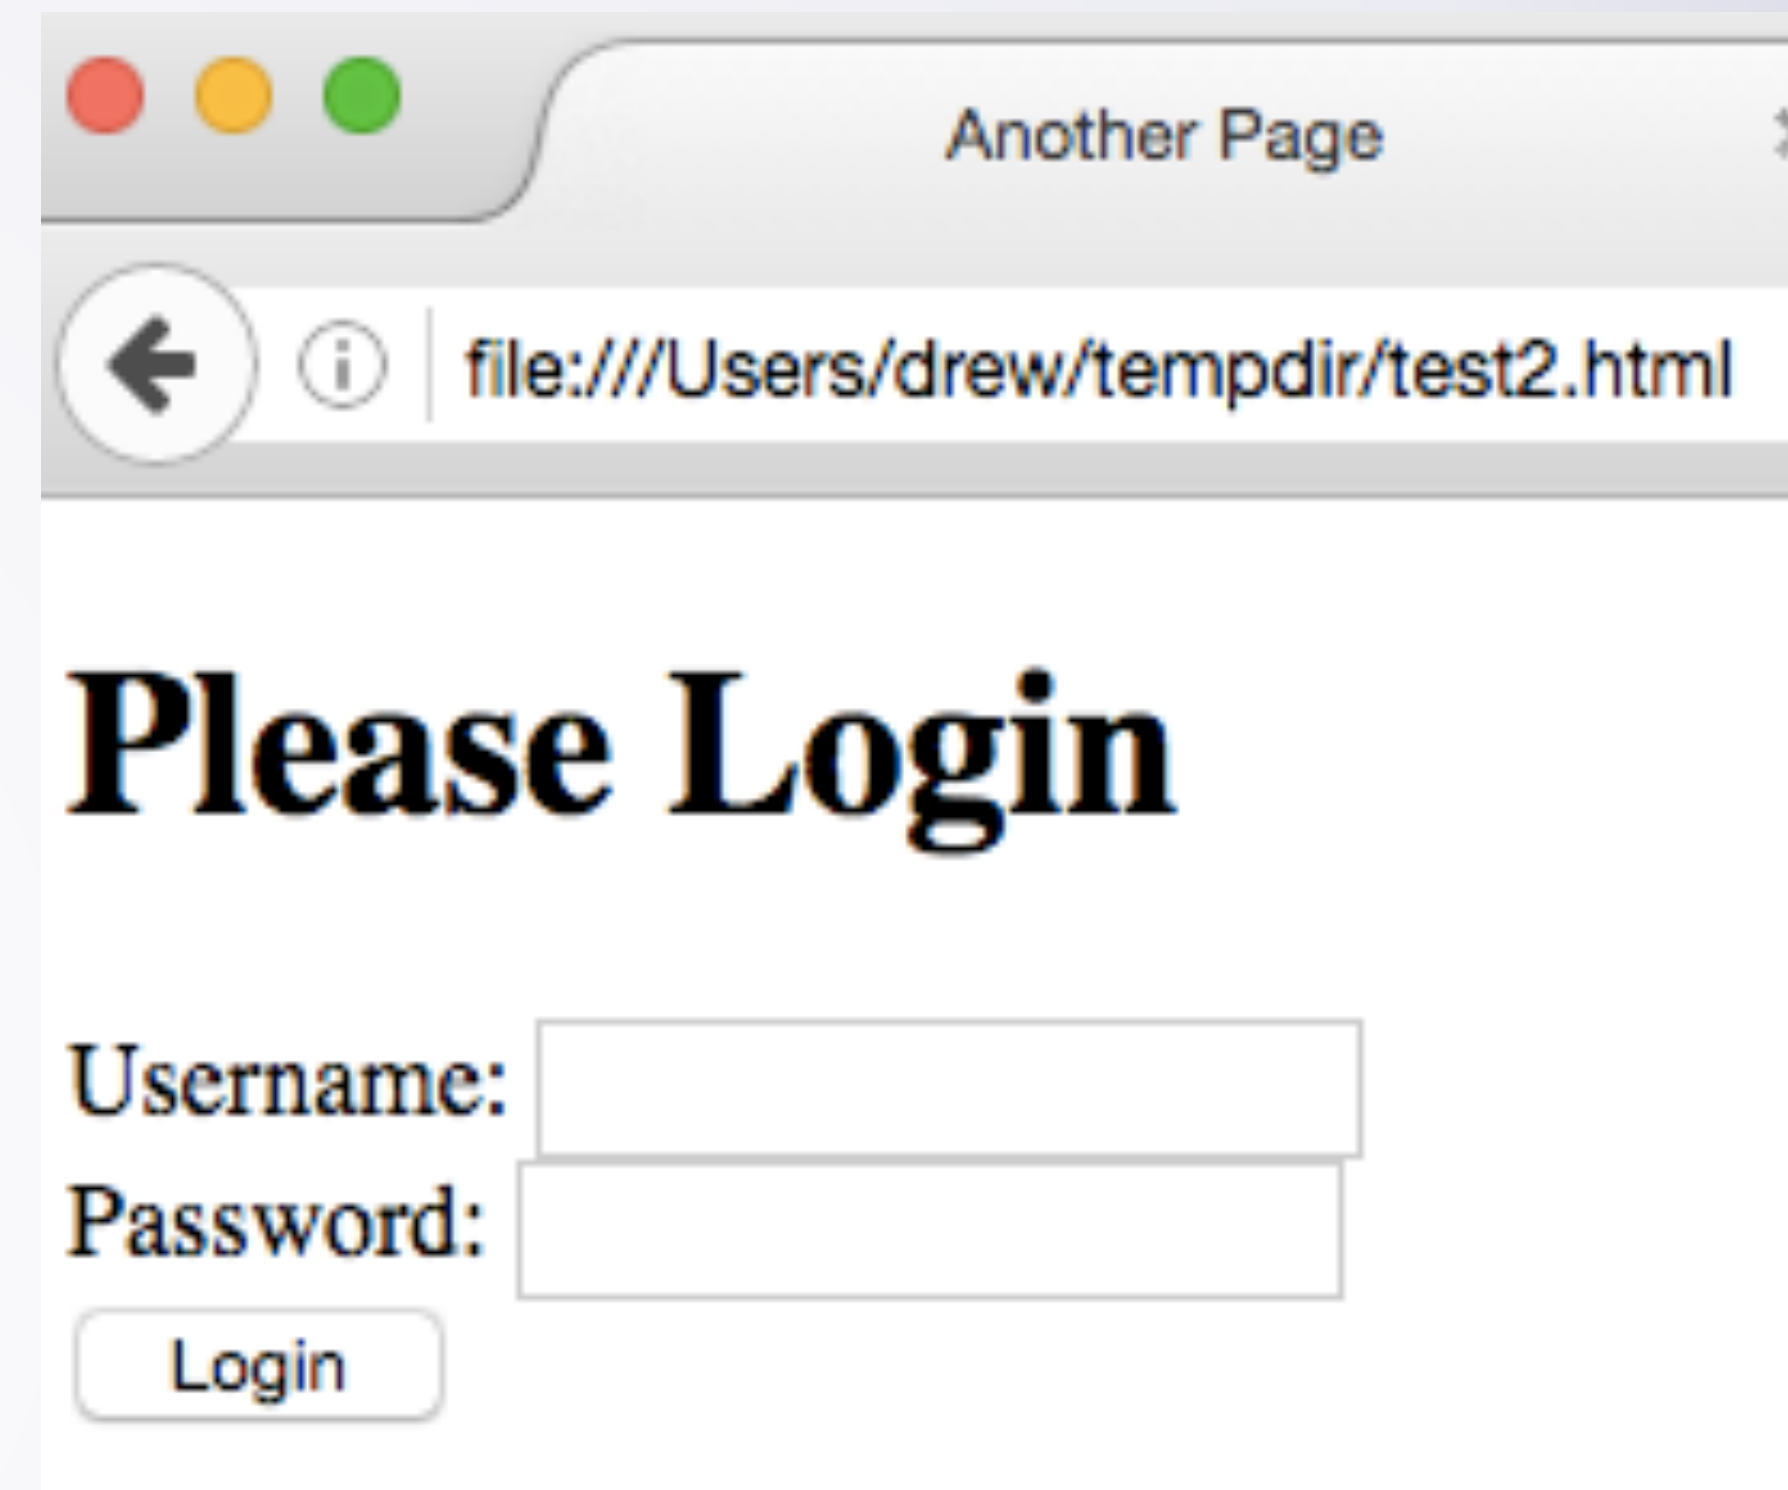 Another Page
file:///Users/drew/tempdir/test2.html
Please Login
Username:
Password:
Login